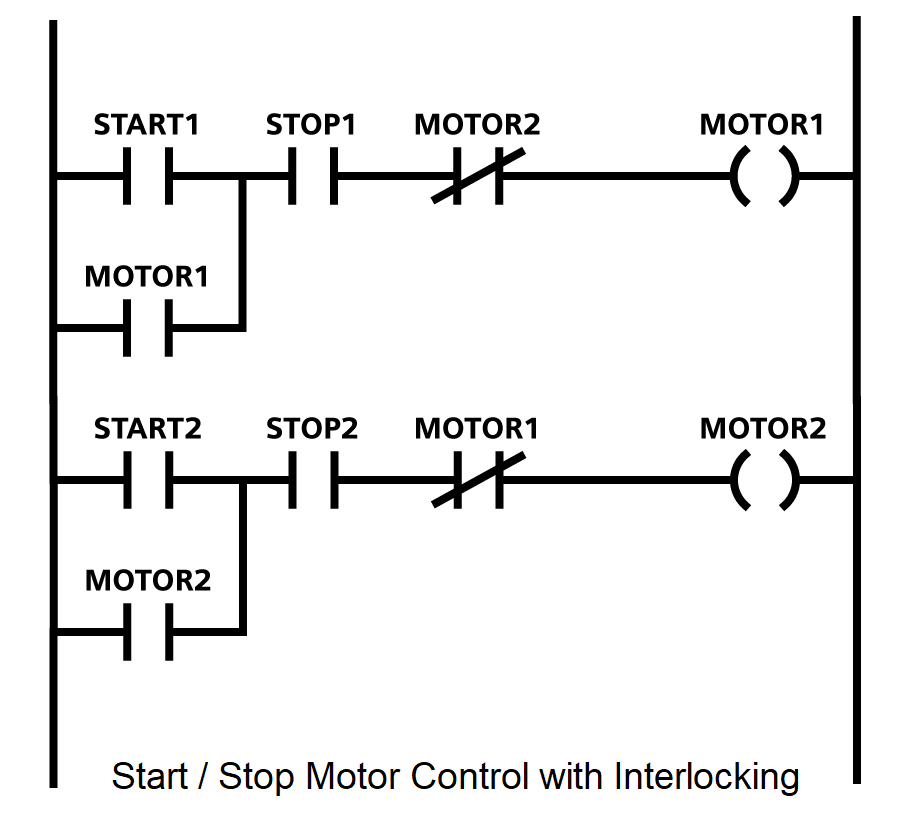 START1 STOP1 MOTOR2 MOTOR1
MOTOR1
START2 STOP2 MOTOR1 MOTOR2
MOTOR2
Start / Stop Motor Control with Interlocking